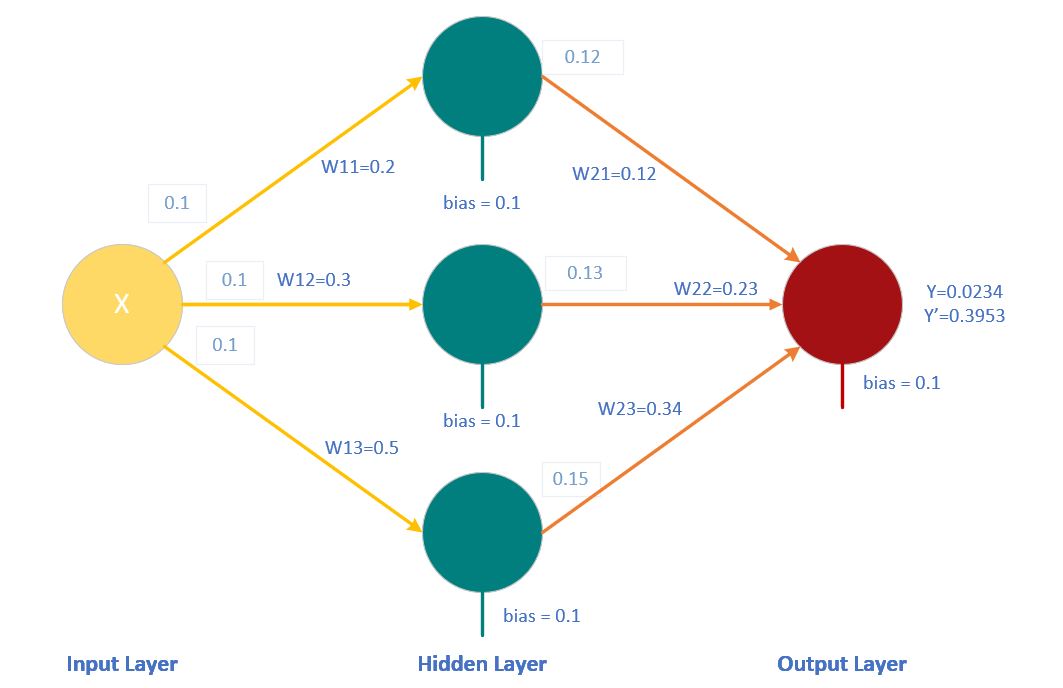 0.12
W11=0.2
W21=0.12
0.1
bias = 0.1
X
0.1
W12=0.3
0.13
W22=0.23
Y=0.0234
Y’=0.3953
0.1
bias = 0.1
bias = 0.1
W13=0.5
W23=0.34
0.15
bias = 0.1
Input Layer
Hidden Layer
Output Layer